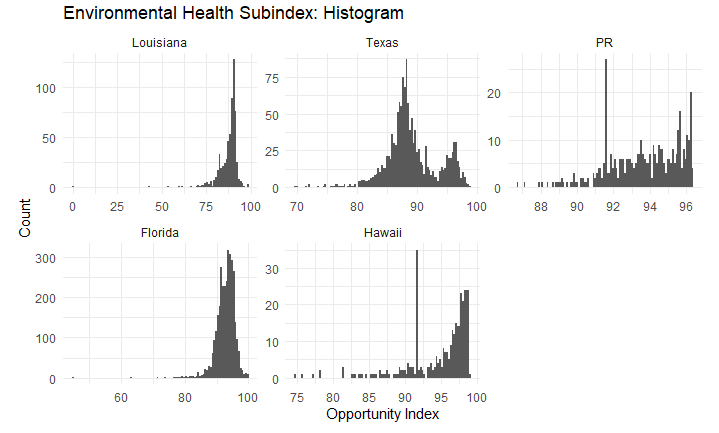 Environmental Health Subindex: Histogram
Louisiana
Texas
PR
100
50
0
0 25 50 75 100
75
50
25
0
70 80 90 100
20
10
0
88 90 92 94 96
Count
Florida
Hawaii
300
200
100
0
60 80 100
30
20
10
0
75 80 85 90 95 100
Opportunity Index